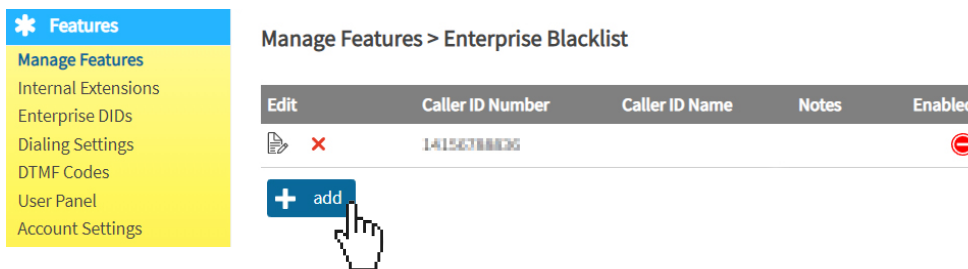 Features
Manage Features
Internal Extensions
Enterprise DIDs
Dialing Settings
DTMF Codes
User Panel
Account Settings
Manage Features > Enterprise Blacklist
Edit Caller ID Number Caller ID Name Notes Enabled
add